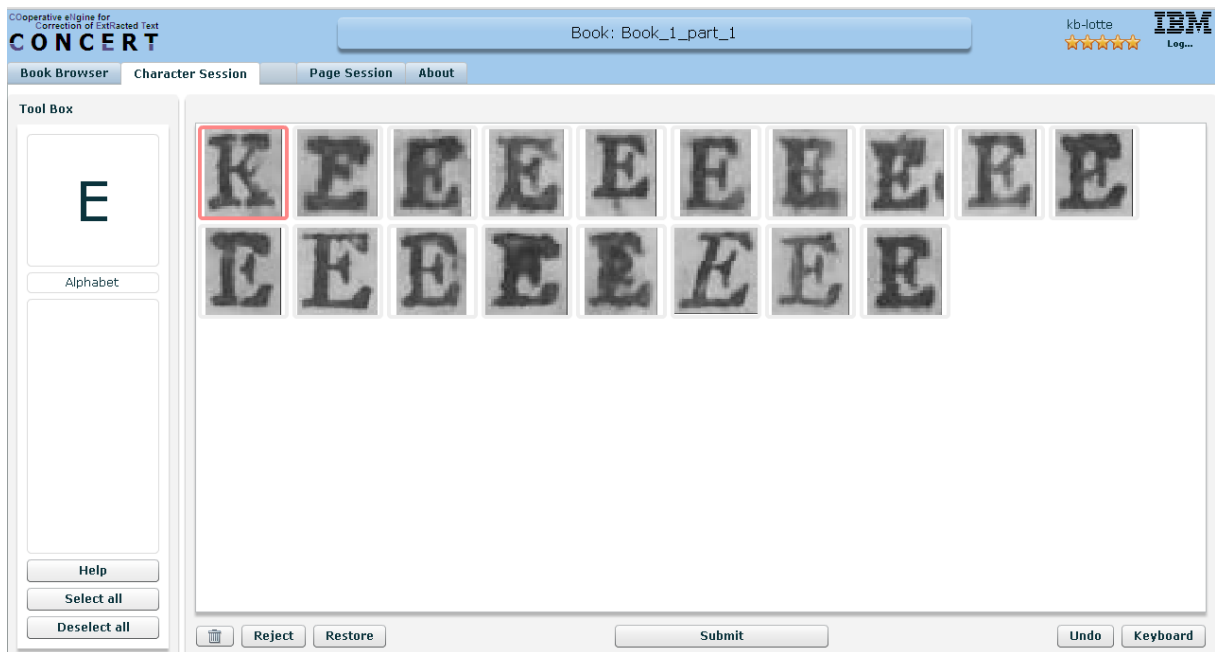 COoperative eNgine for
Correction of ExtRacted Text
CONCERT
Book: Book_1_part_1
kb-lotte
IBM
Log...
Book Browser Character Session Page Session About
Tool Box
E
Alphabet
K E E E E E E E E E
E E E E E E E E
Help
Select all
Deselect all
Reject Restore Submit Undo Keyboard